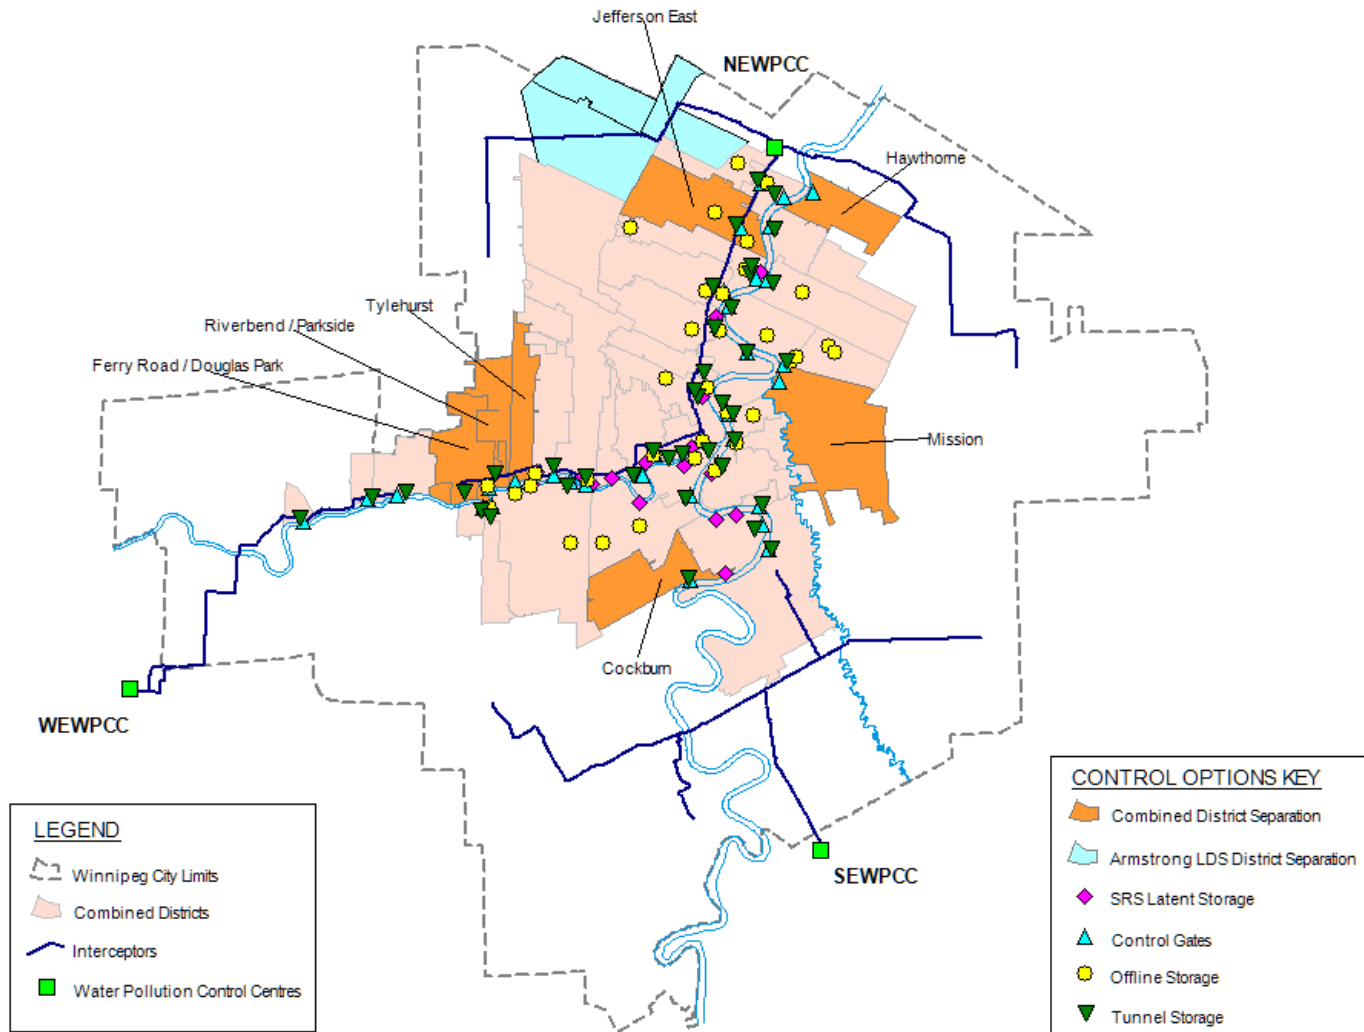 Jefferson East
NEWPCC
Hawthorne
Tylehurst
Riverbend / Parkside
Ferry Road / Douglas Park
Mission
Cockburn
WEWPCC
SEWPCC
LEGEND
Winnipeg City Limits
Combined Districts
Interceptors
Water Pollution Control Centres
CONTROL OPTIONS KEY
Combined District Separation
Armstrong LDS District Separation
SRS Latent Storage
Control Gates
Offline Storage
Tunnel Storage